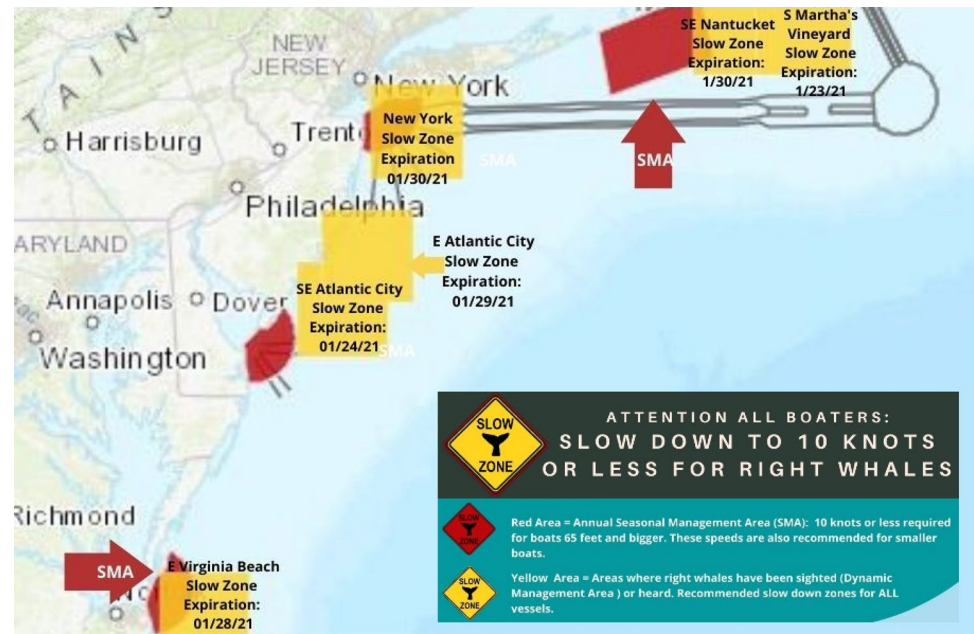 SE Nantucket
Slow Zone
Expiration:
1/30/21
S Martha's
Vineyard
Slow Zone
Expiration:
1/23/21
NEW
JERSEY
New York
TAIN
Harrisburg
Trent
New York
Slow Zone
Expiration
01/30/21
SMA
SMA
Philadelphia
ARYLAND
E Atlantic City
Slow Zone
Expiration:
01/29/21
Annapolis
Dover
SE Atlantic City
Slow Zone
Expiration:
01/24/21
SMA
Washington
ATTENTION ALL BOATERS:
SLOW DOWN TO 10 KNOTS
OR LESS FOR RIGHT WHALES
SLOW
ZONE
SLOW
ZONE
Red Area = Annual Seasonal Management Area (SMA): 10 knots or less required
for boats 65 feet and bigger. These speeds are also recommended for smaller
boats.
SLOW
ZONE
Yellow Area = Areas where right whales have been sighted (Dynamic
Management Area ) or heard. Recommended slow down zones for ALL
vessels.
Richmond
SMA
E Virginia Beach
Slow Zone
Expiration:
01/28/21